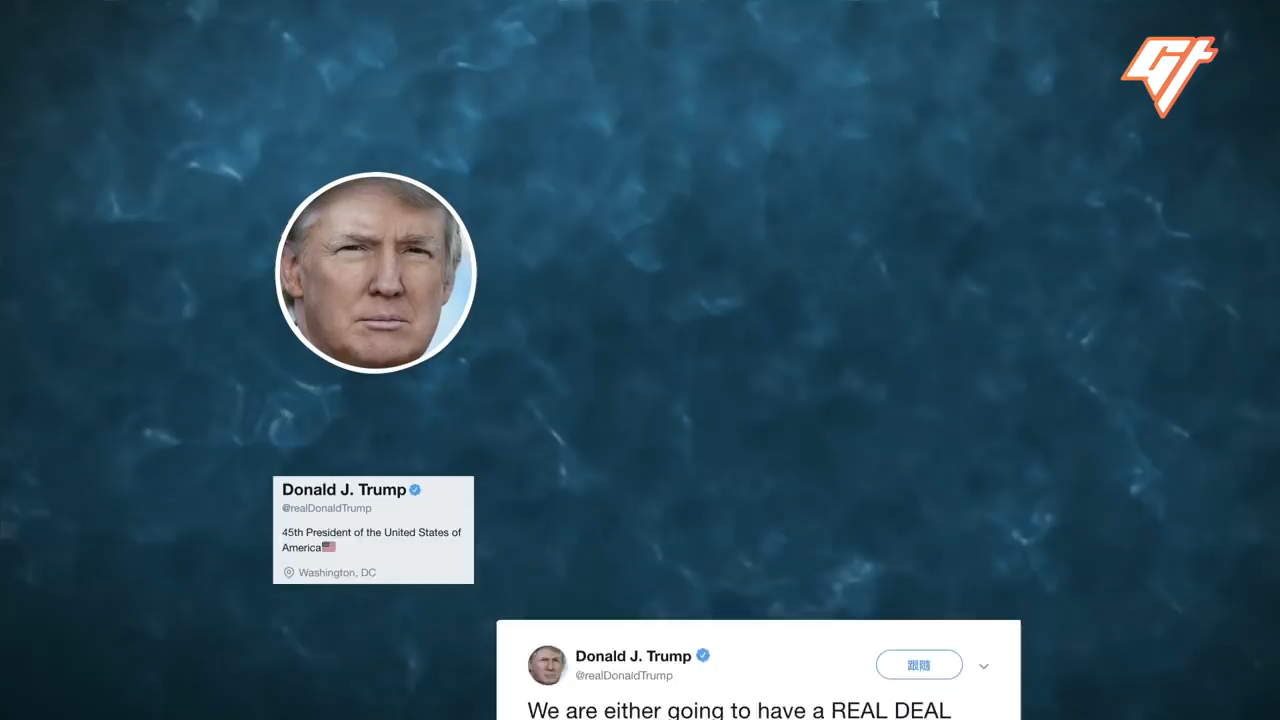 Gt
Donald J. Trump
@realDonaldTrump
45th President of the United States of
America
Washington, DC
Donald J. Trump
@realDonaldTrump
跟隨
We are either going to have a REAL DEAL